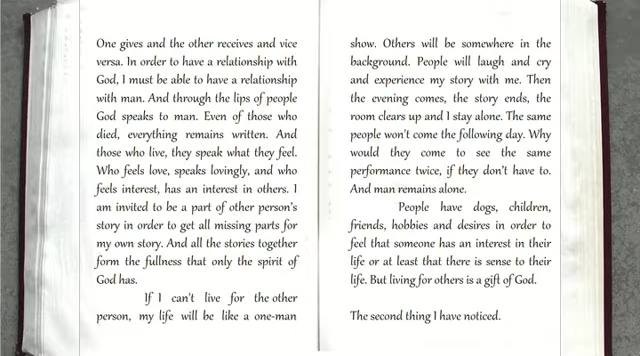 One gives and the other receives and vice
versa. In order to have a relationship with
God, I must be able to have a relationship
with man. And through the lips of people
God speaks to man. Even of those who
died, everything remains written. And
those who live, they speak what they feel.
Who feels love, speaks lovingly, and who
feels interest, has an interest in others. I
am invited to be a part of other person's
story in order to get all missing parts for
my own story. And all the stories together
form the fullness that only the spirit of
God has.
If I can't live for the other
person, my life will be like a one-man
show. Others will be somewhere in the
background. People will laugh and cry
and experience my story with me. Then
the evening comes, the story ends, the
room clears up and I stay alone. The same
people won't come the following day. Why
would they come to see the same
performance twice, if they don't have to.
And man remains alone.
People have dogs, children,
friends, hobbies and desires in order to
feel that someone has an interest in their
life or at least that there is sense to their
life. But living for others is a gift of God.
The second thing I have noticed.